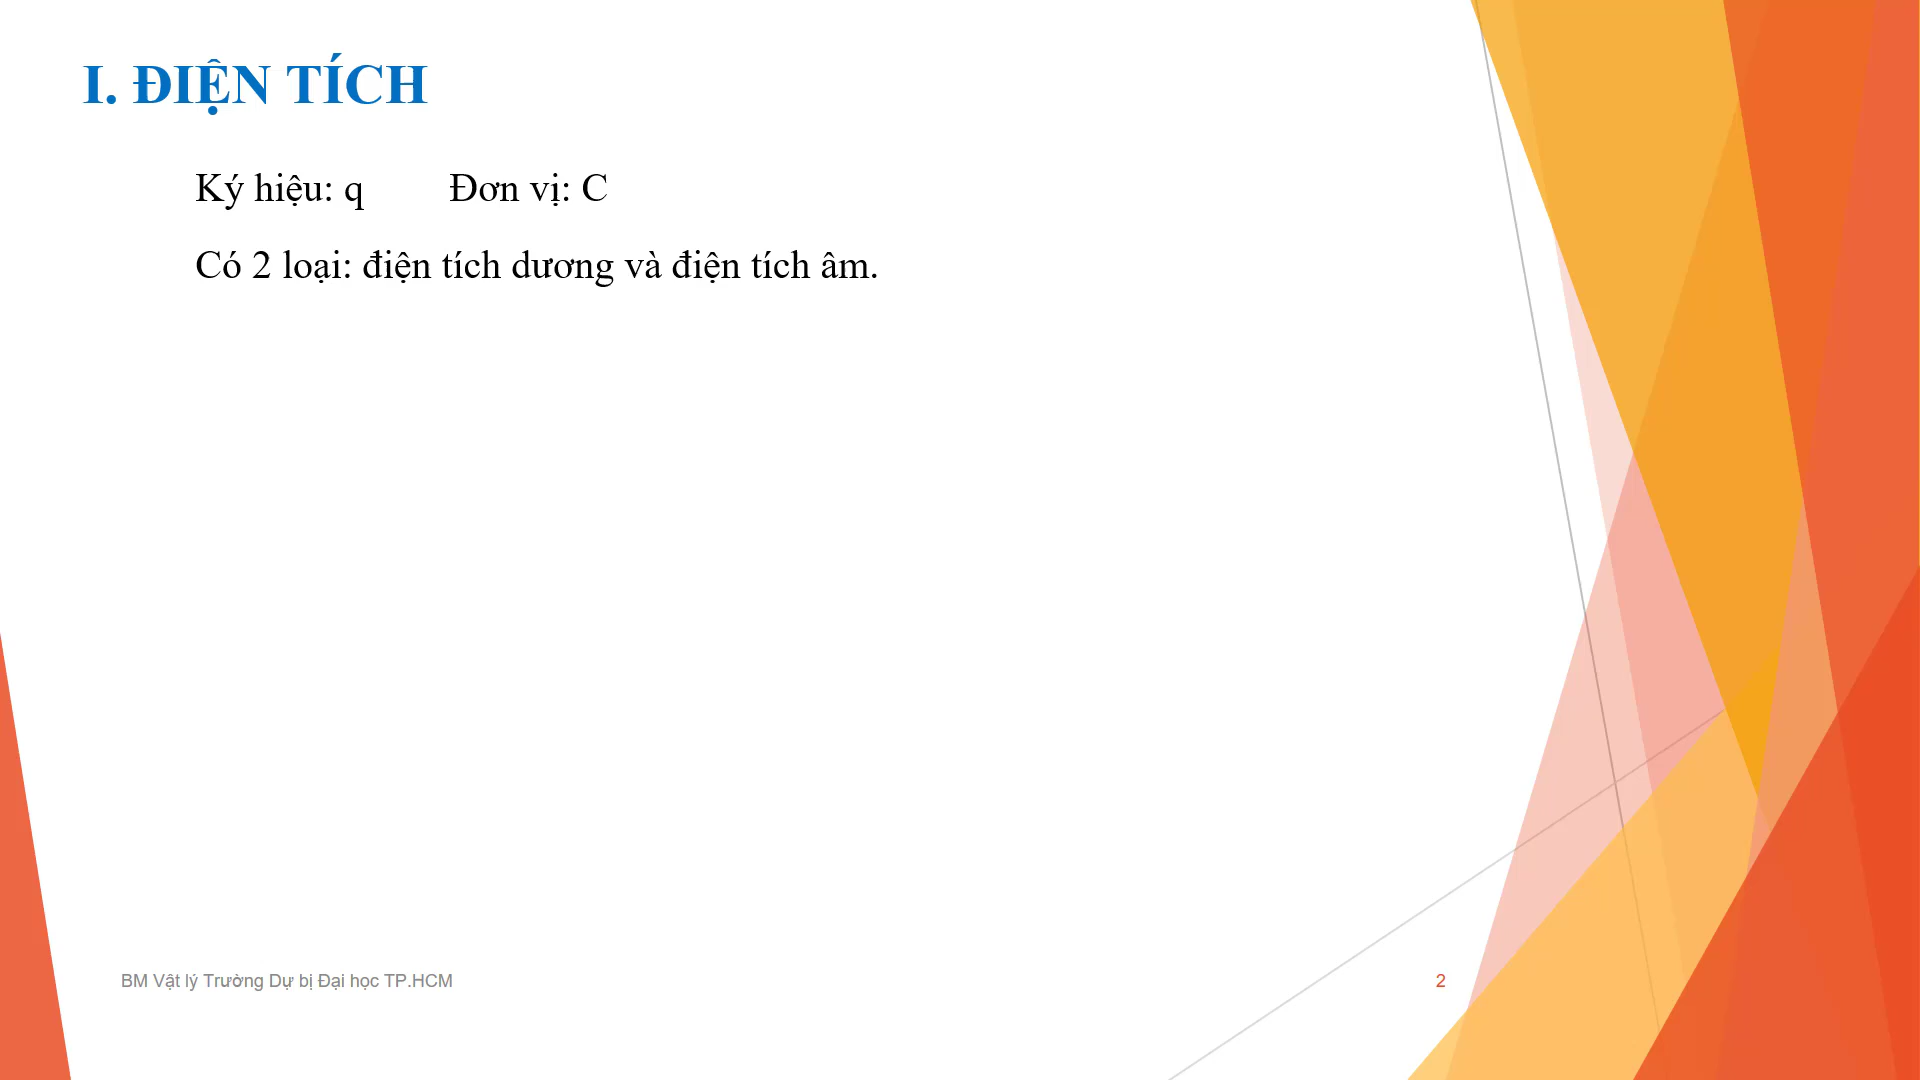 I. ĐIỆN TÍCH
Ký hiệu: q Đơn vị: C
Có 2 loại: điện tích dương và điện tích âm.
BM Vật lý Trường Dự bị Đại học TP.HCM
2